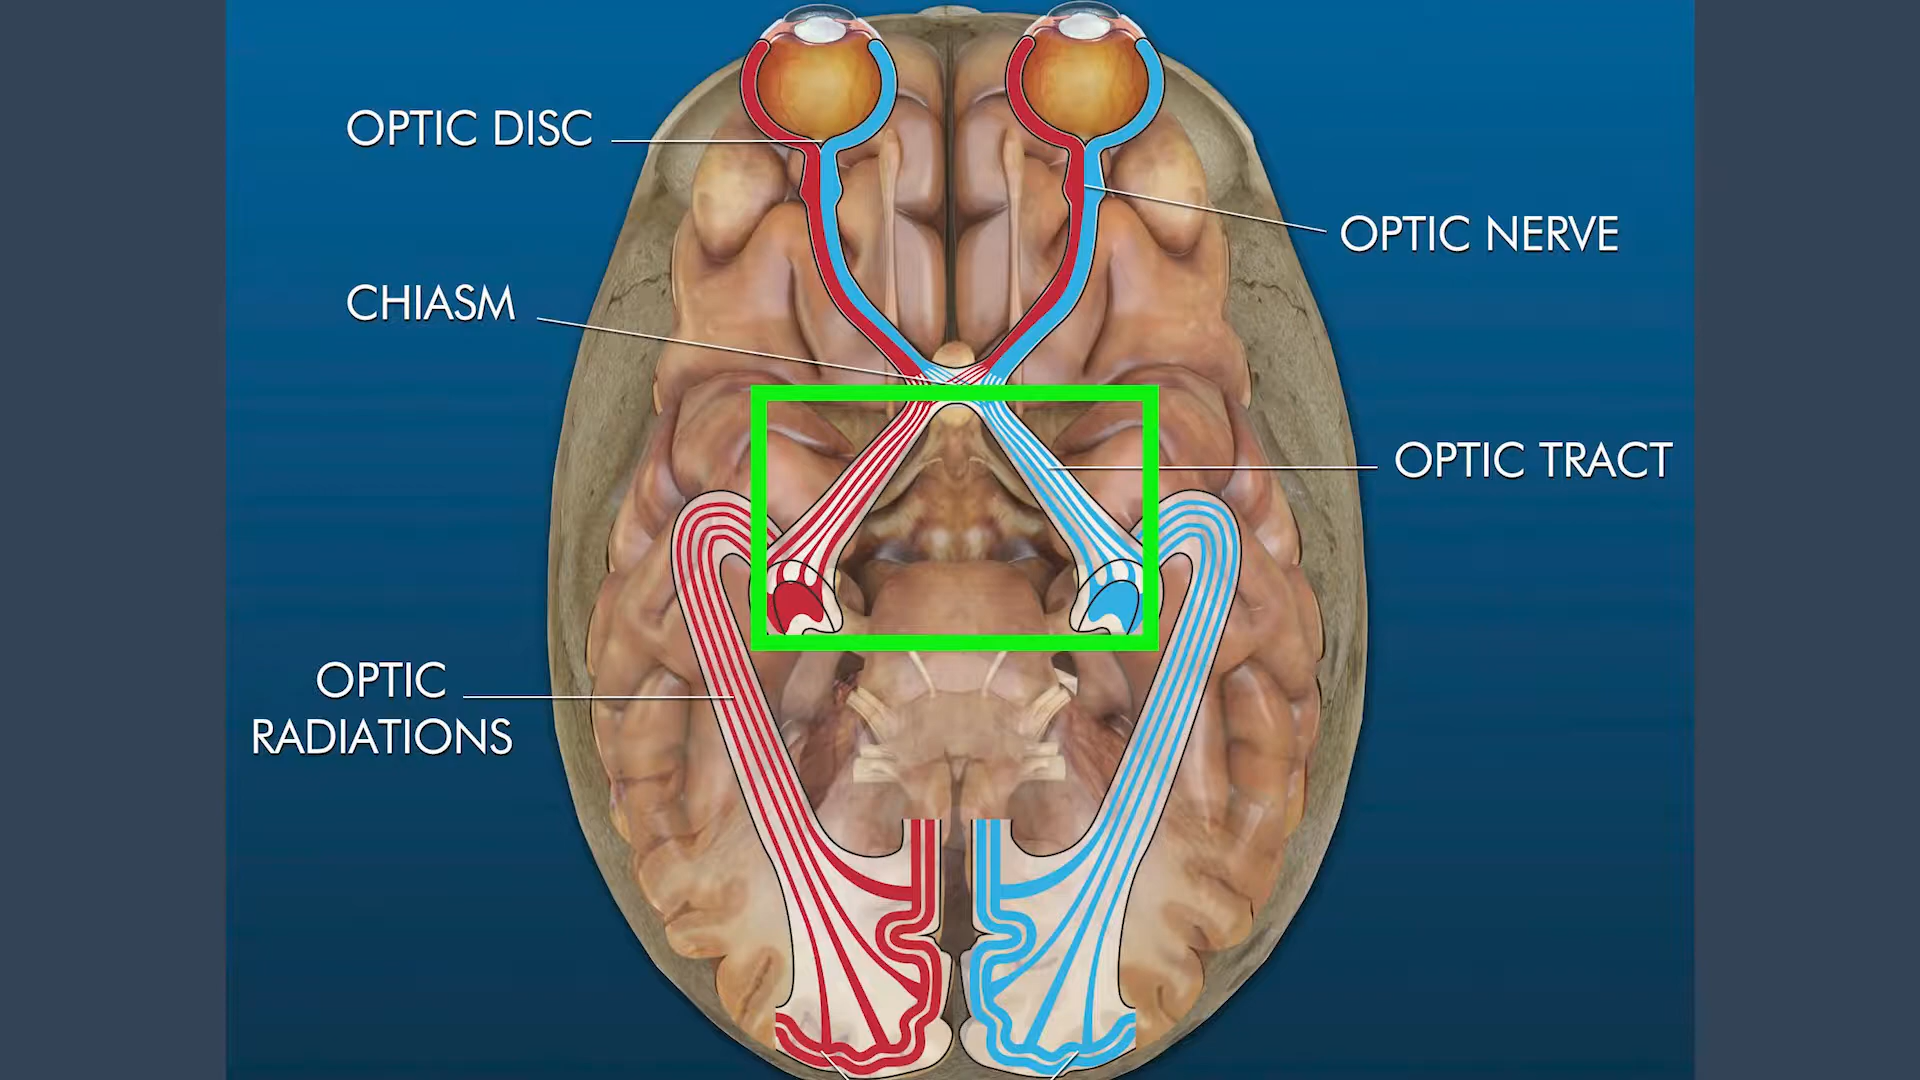 OPTIC DISC
OPTIC NERVE
CHIASM
OPTIC TRACT
OPTIC
RADIATIONS